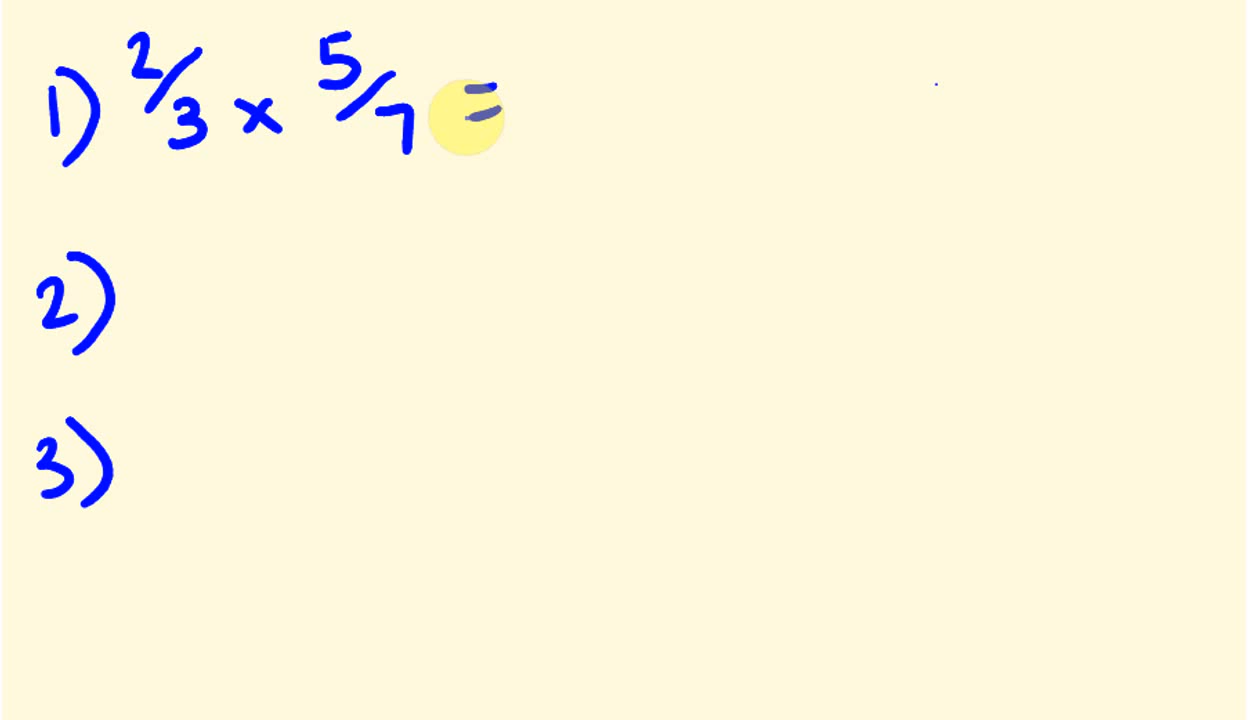 1) 2/3 x 5/7 =
2)
3)